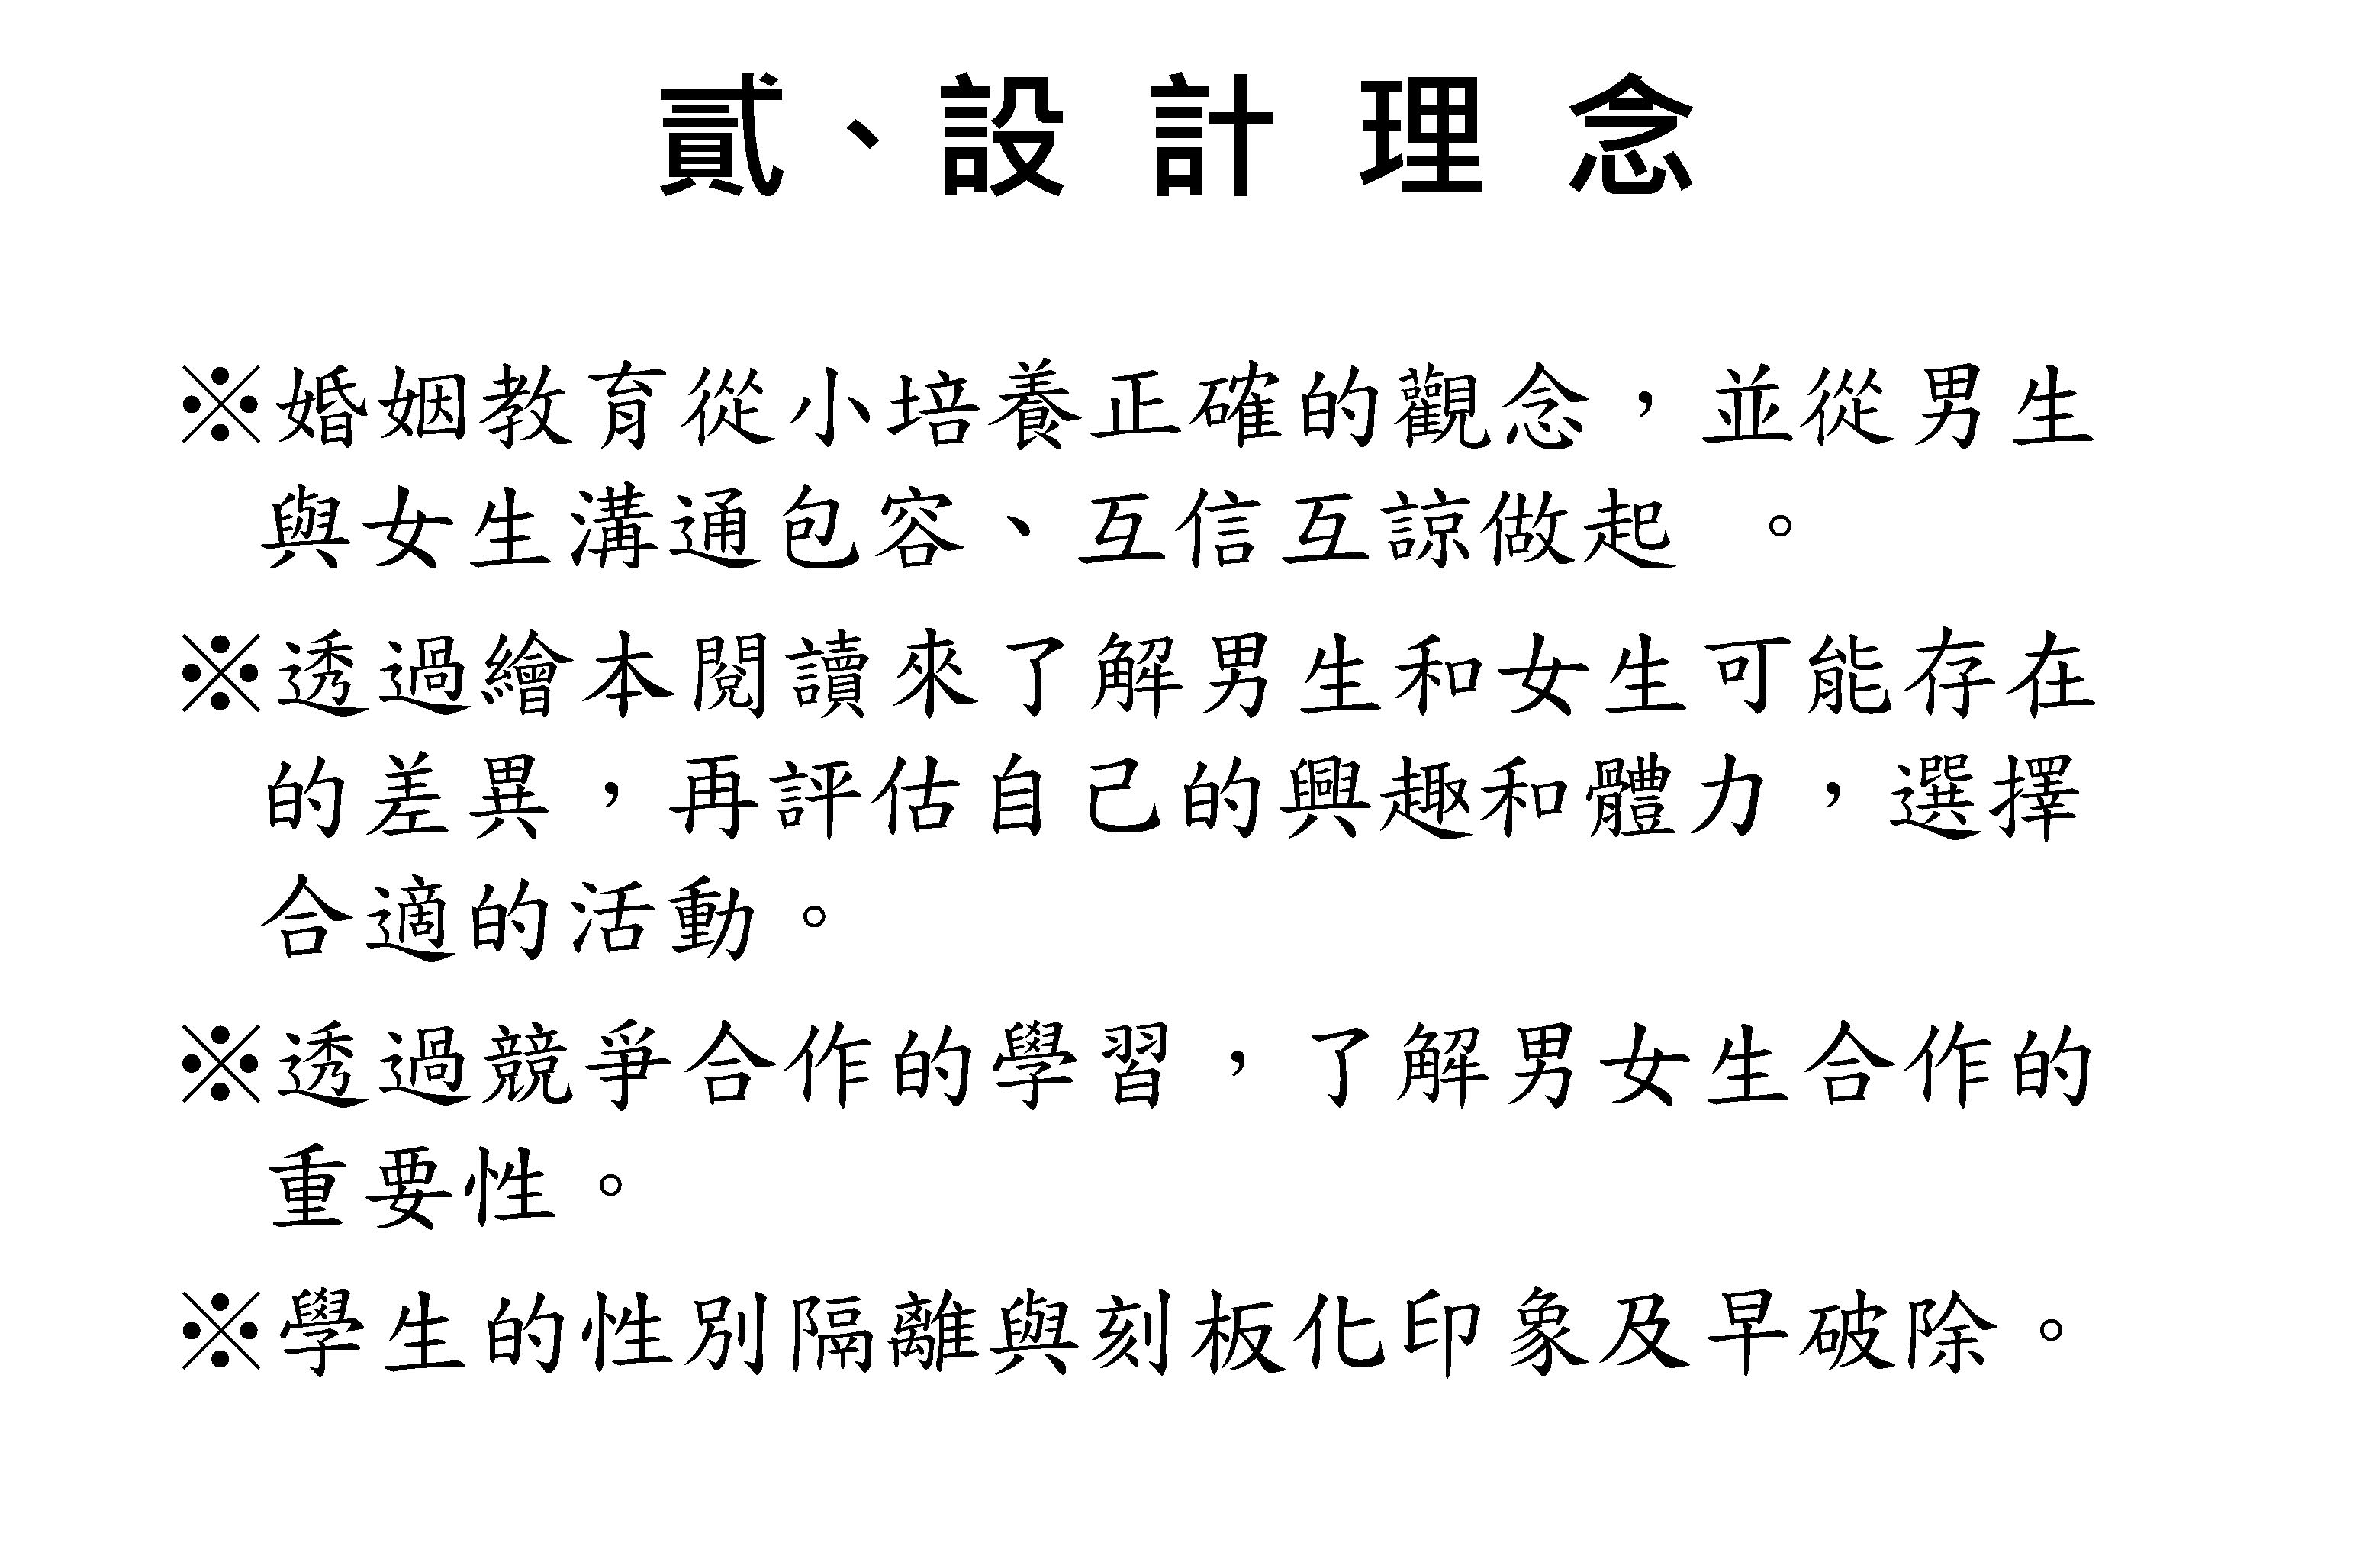 貳、設 計 理 念
※婚姻教育從小培養正確的觀念，並從男生
與女生溝通包容、互信互諒做起 。
※透過繪本閱讀來了解男生和女生可能存在
的差異，再評估自己的興趣和體力，選擇
合適的活動。
※透過競爭合作的學習，了解男女生合作的
重要性。
※學生的性別隔離與刻板化印象及早破除。